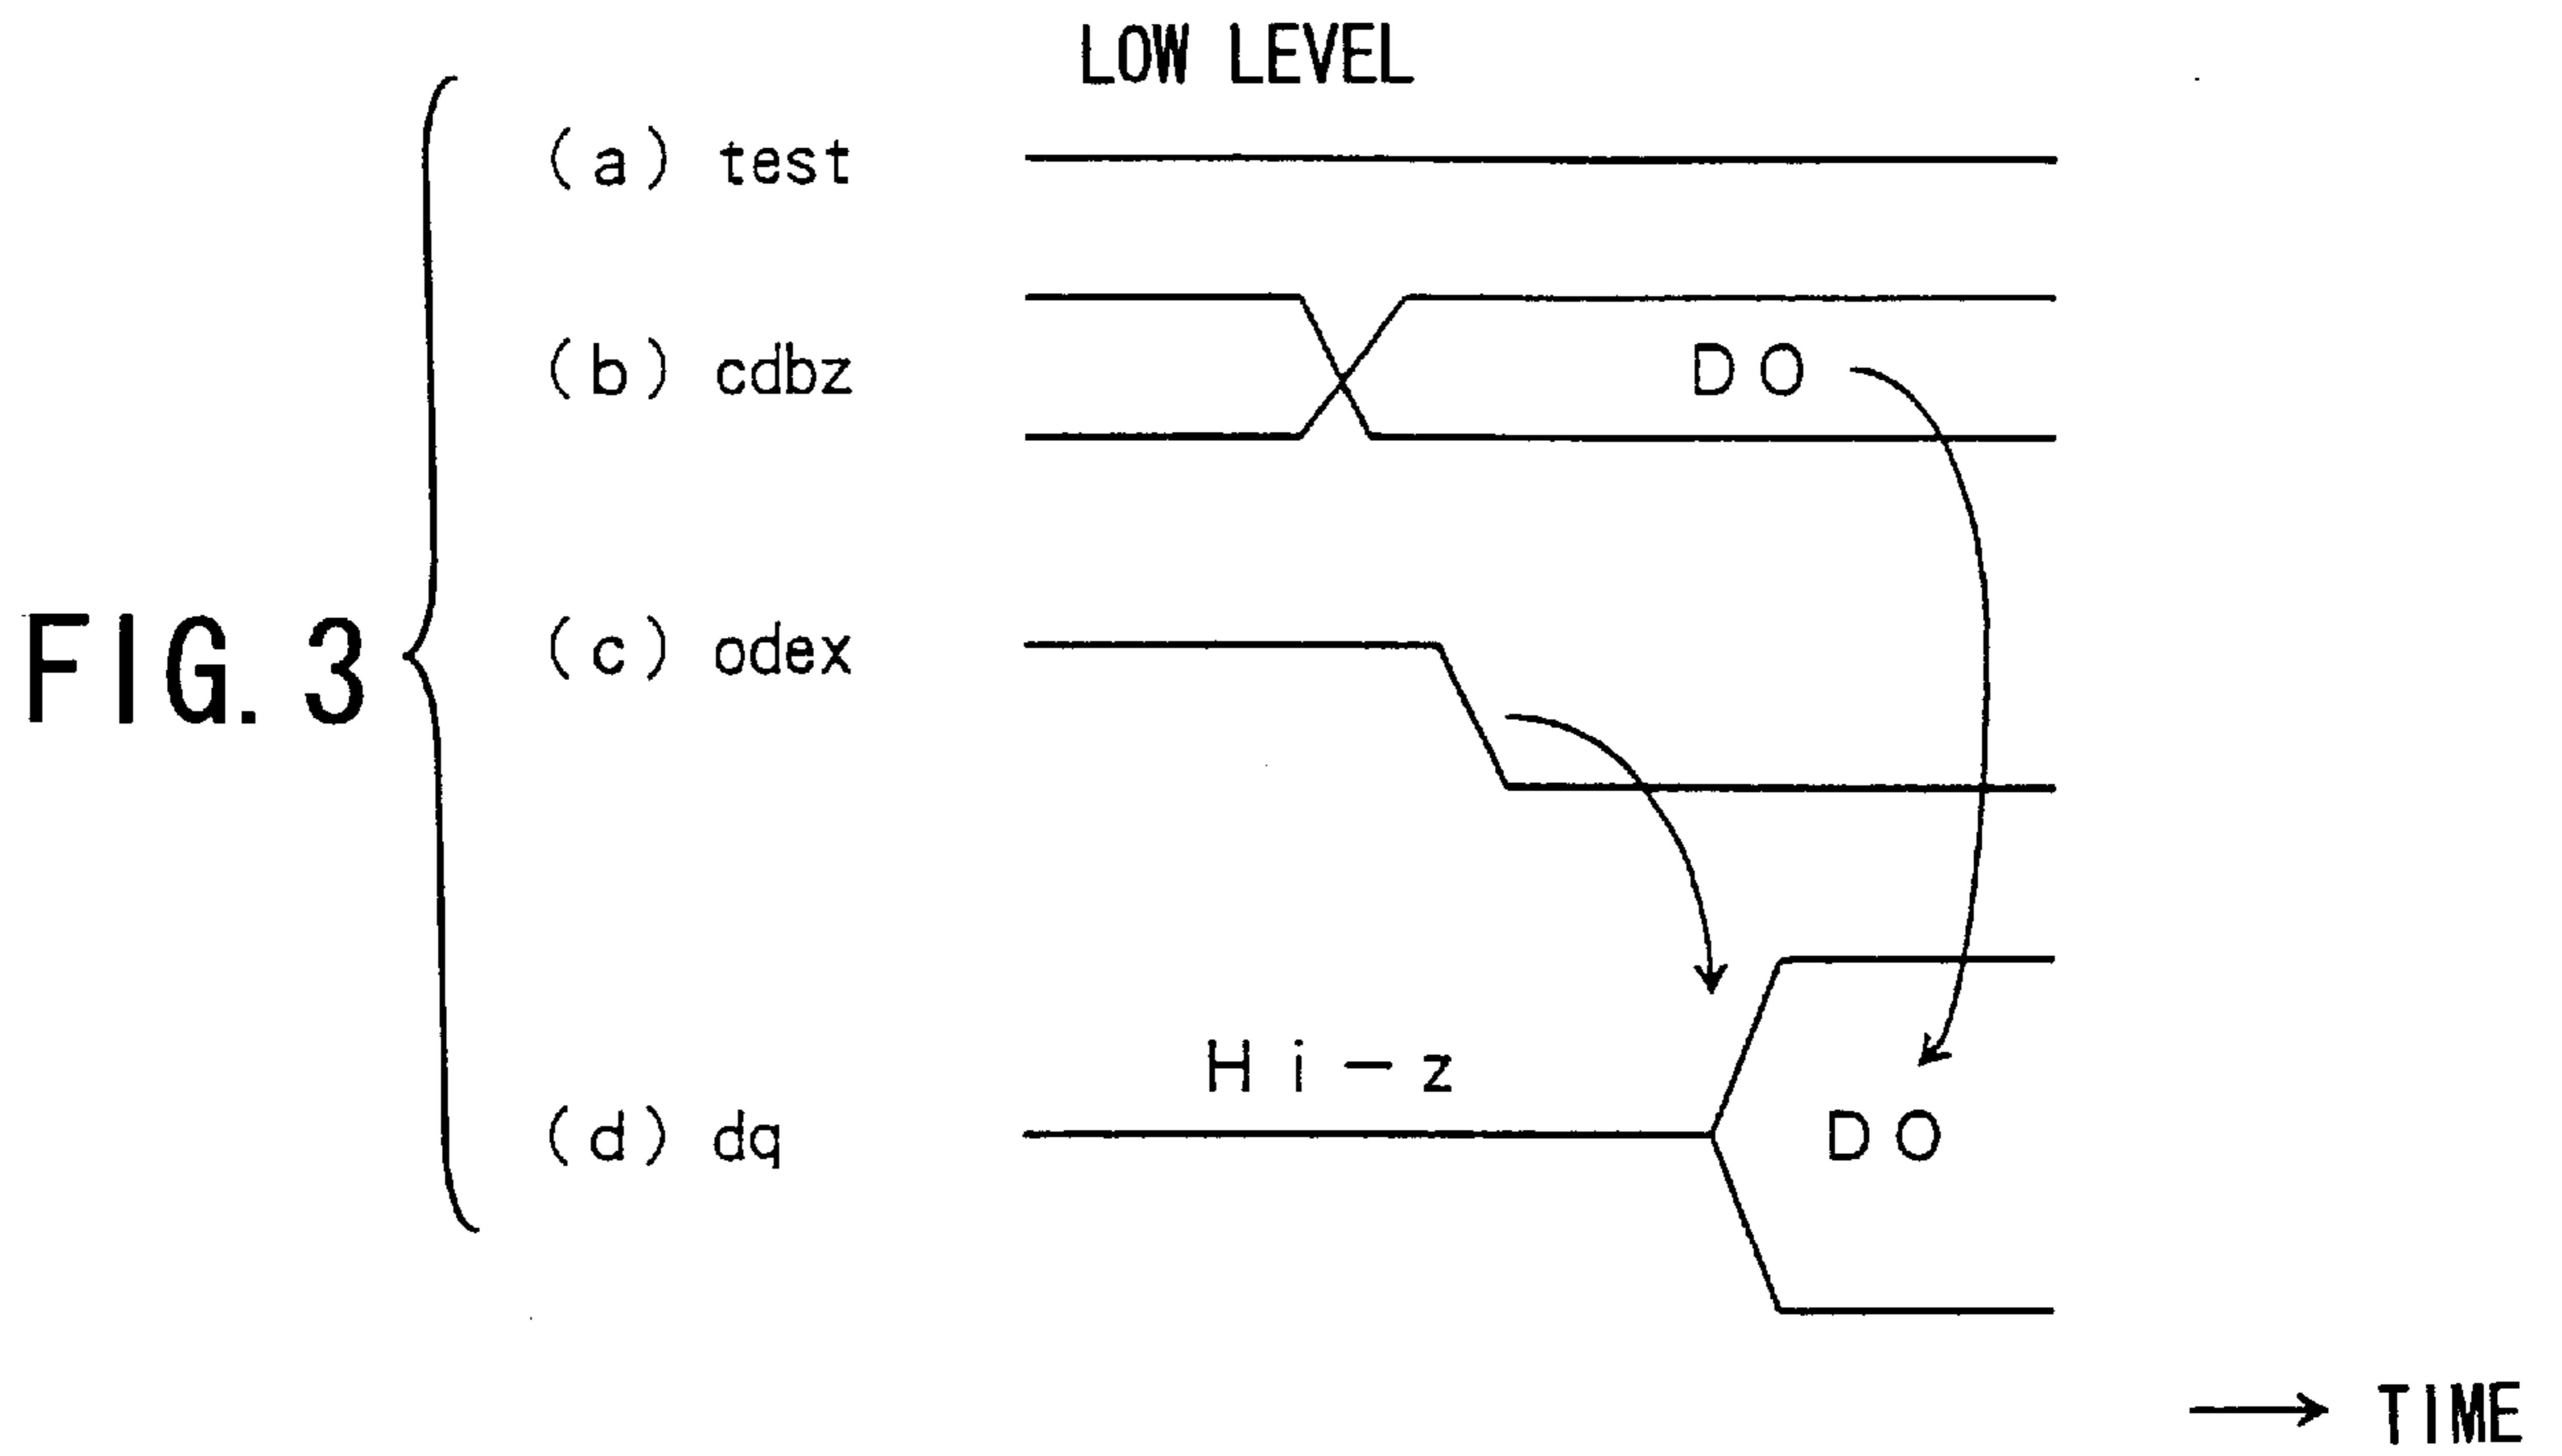 LOW LEVEL
(a) test
(b) cdbz
DO
FIG. 3
(c) odex
Hi-z
(d) dq
DO
TIME